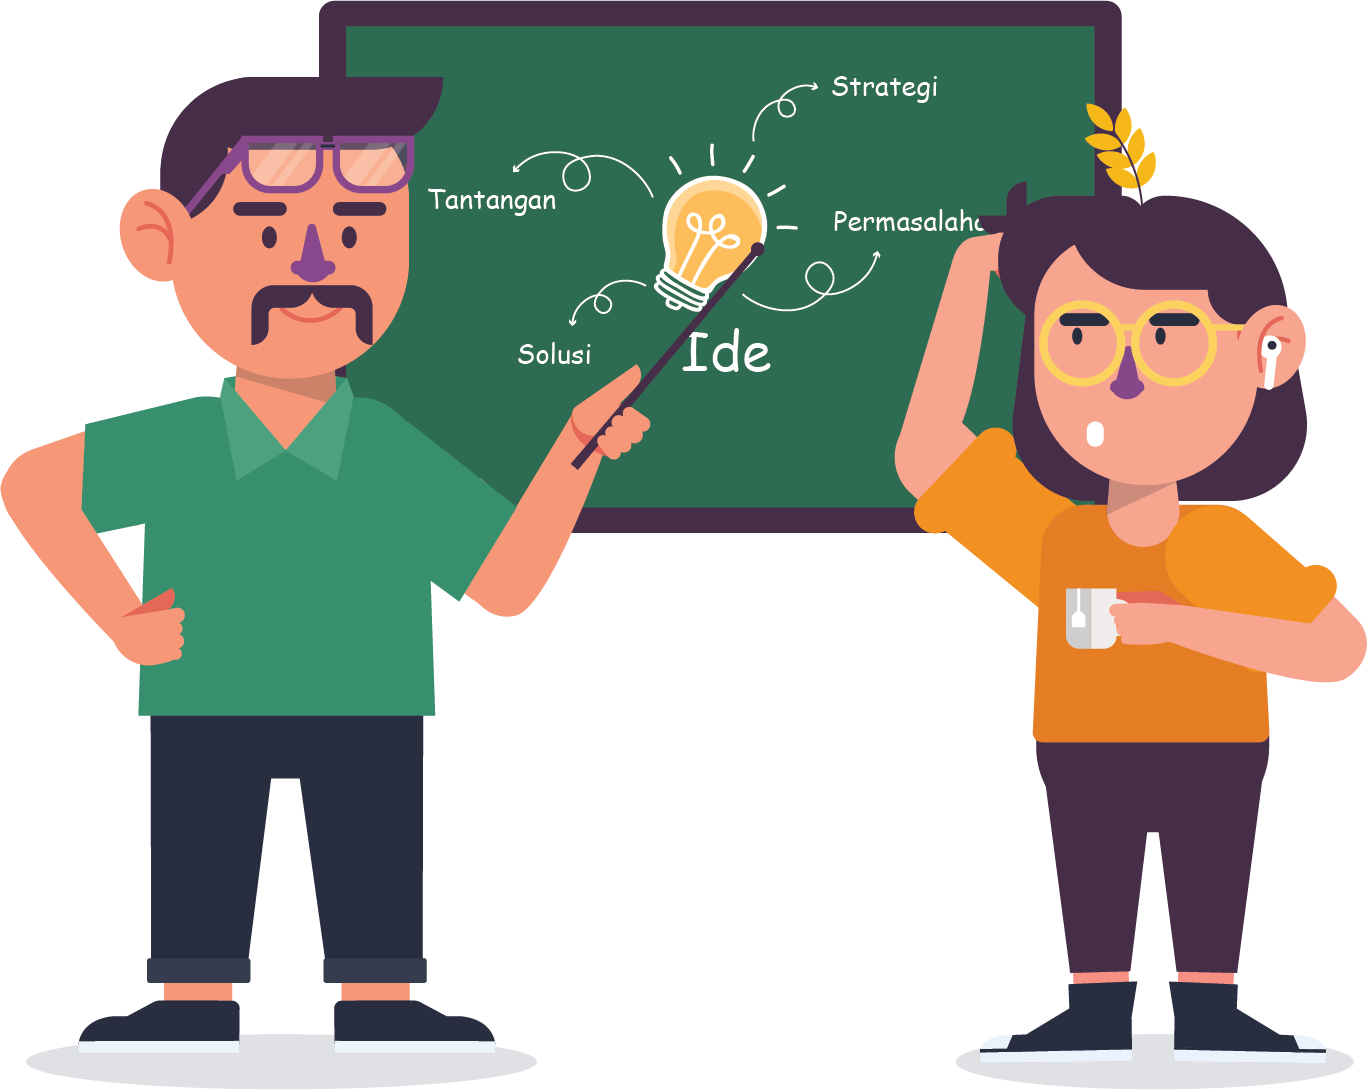 Strategi
Tantangan
Permasalaha
Solusi
Ide